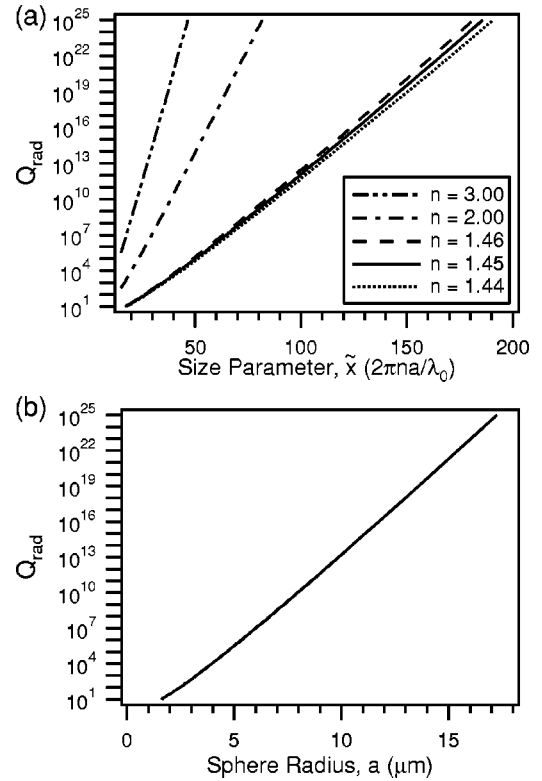 (a)
10^25
10^22
10^19
10^16
10^13
10^10
10^7
10^4
10^1
Q_rad
n = 3.00
n = 2.00
n = 1.46
n = 1.45
n = 1.44
50
100
150
200
Size Parameter, x̃ (2πna/λ_0)
(b)
10^25
10^22
10^19
10^16
10^13
10^10
10^7
10^4
10^1
Q_rad
0
5
10
15
Sphere Radius, a (μm)